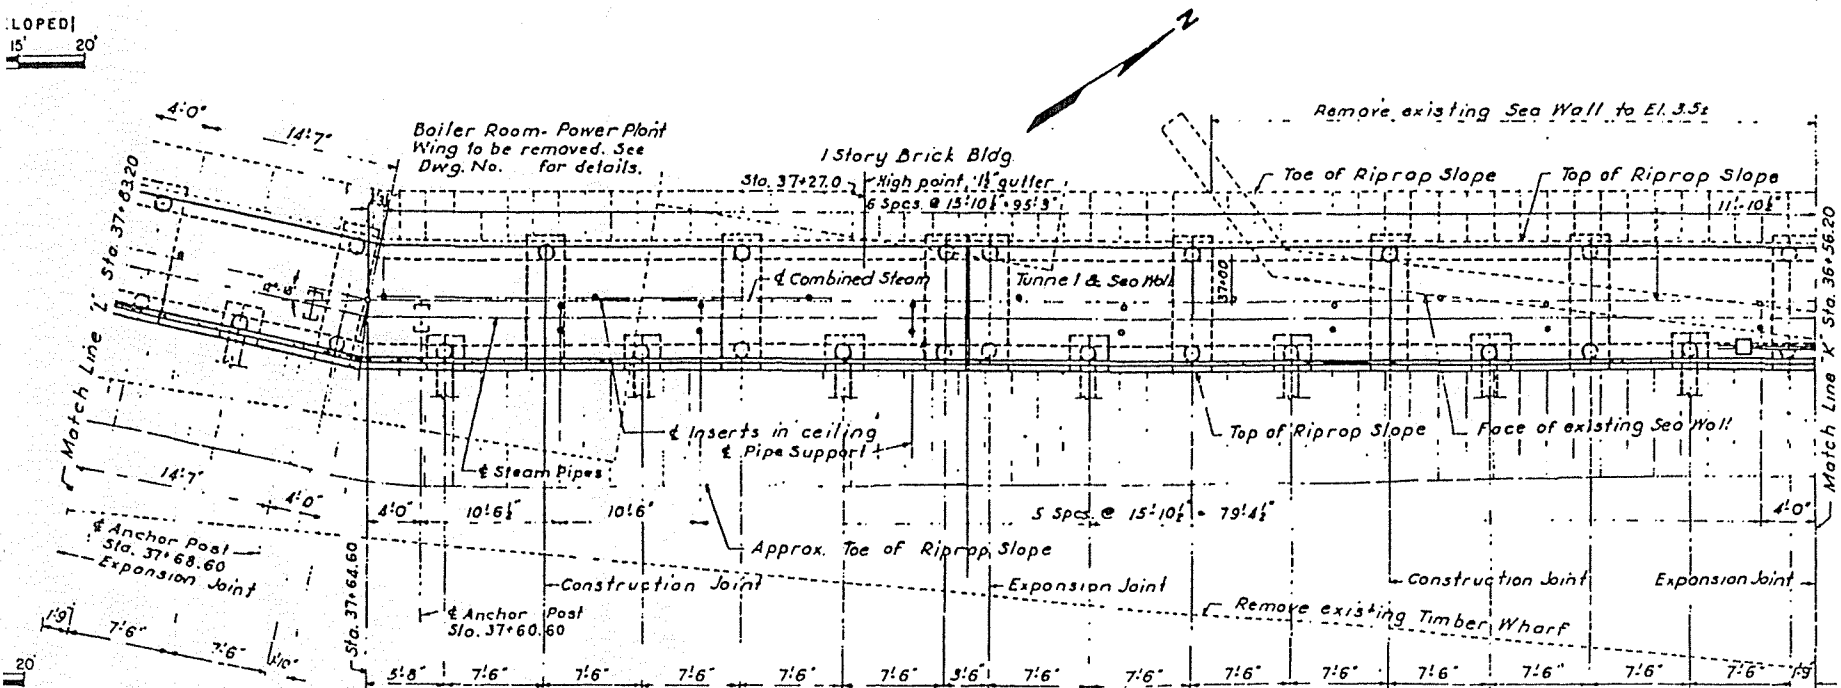 LOPED
15' 20'
4'-0"
14'-7"
Boiler Room- Power Plant
Wing to be removed. See
Dwg. No. for details.
N
Remove existing Sea Wall to El. 3.5±
1 Story Brick Bldg.
Sta. 37+27.0
High point, 1½" gutter
6 Spcs. @ 15'-10½" = 95'-3"
Toe of Riprap Slope
Top of Riprap Slope
11'-10½"
Match Line 'L' Sta. 37+83.20
℄ Combined Steam Tunnel & Sea Wall
37+00
Match Line 'K' Sta. 36+56.20
℄ Inserts in ceiling
℄ Pipe Support
℄ Steam Pipes
Top of Riprap Slope
Face of existing Sea Wall
14'-7"
4'-0"
4'-0"
10'-6½"
10'-6"
5 Spcs. @ 15'-10½" = 79'-4½"
4'-0"
℄ Anchor Post
Sta. 37+68.60
Expansion Joint
Approx. Toe of Riprap Slope
Sta. 37+64.60
Construction Joint
Expansion Joint
Construction Joint
Expansion Joint
℄ Anchor Post
Sta. 37+60.60
Remove existing Timber Wharf
1'-9"
7'-6"
7'-6"
1'-10"
20'
5'-8" 7'-6" 7'-6" 7'-6" 7'-6" 7'-6" 3'-6" 7'-6" 7'-6" 7'-6" 7'-6" 7'-6" 7'-6" 7'-6" 7'-6" 1'-9"